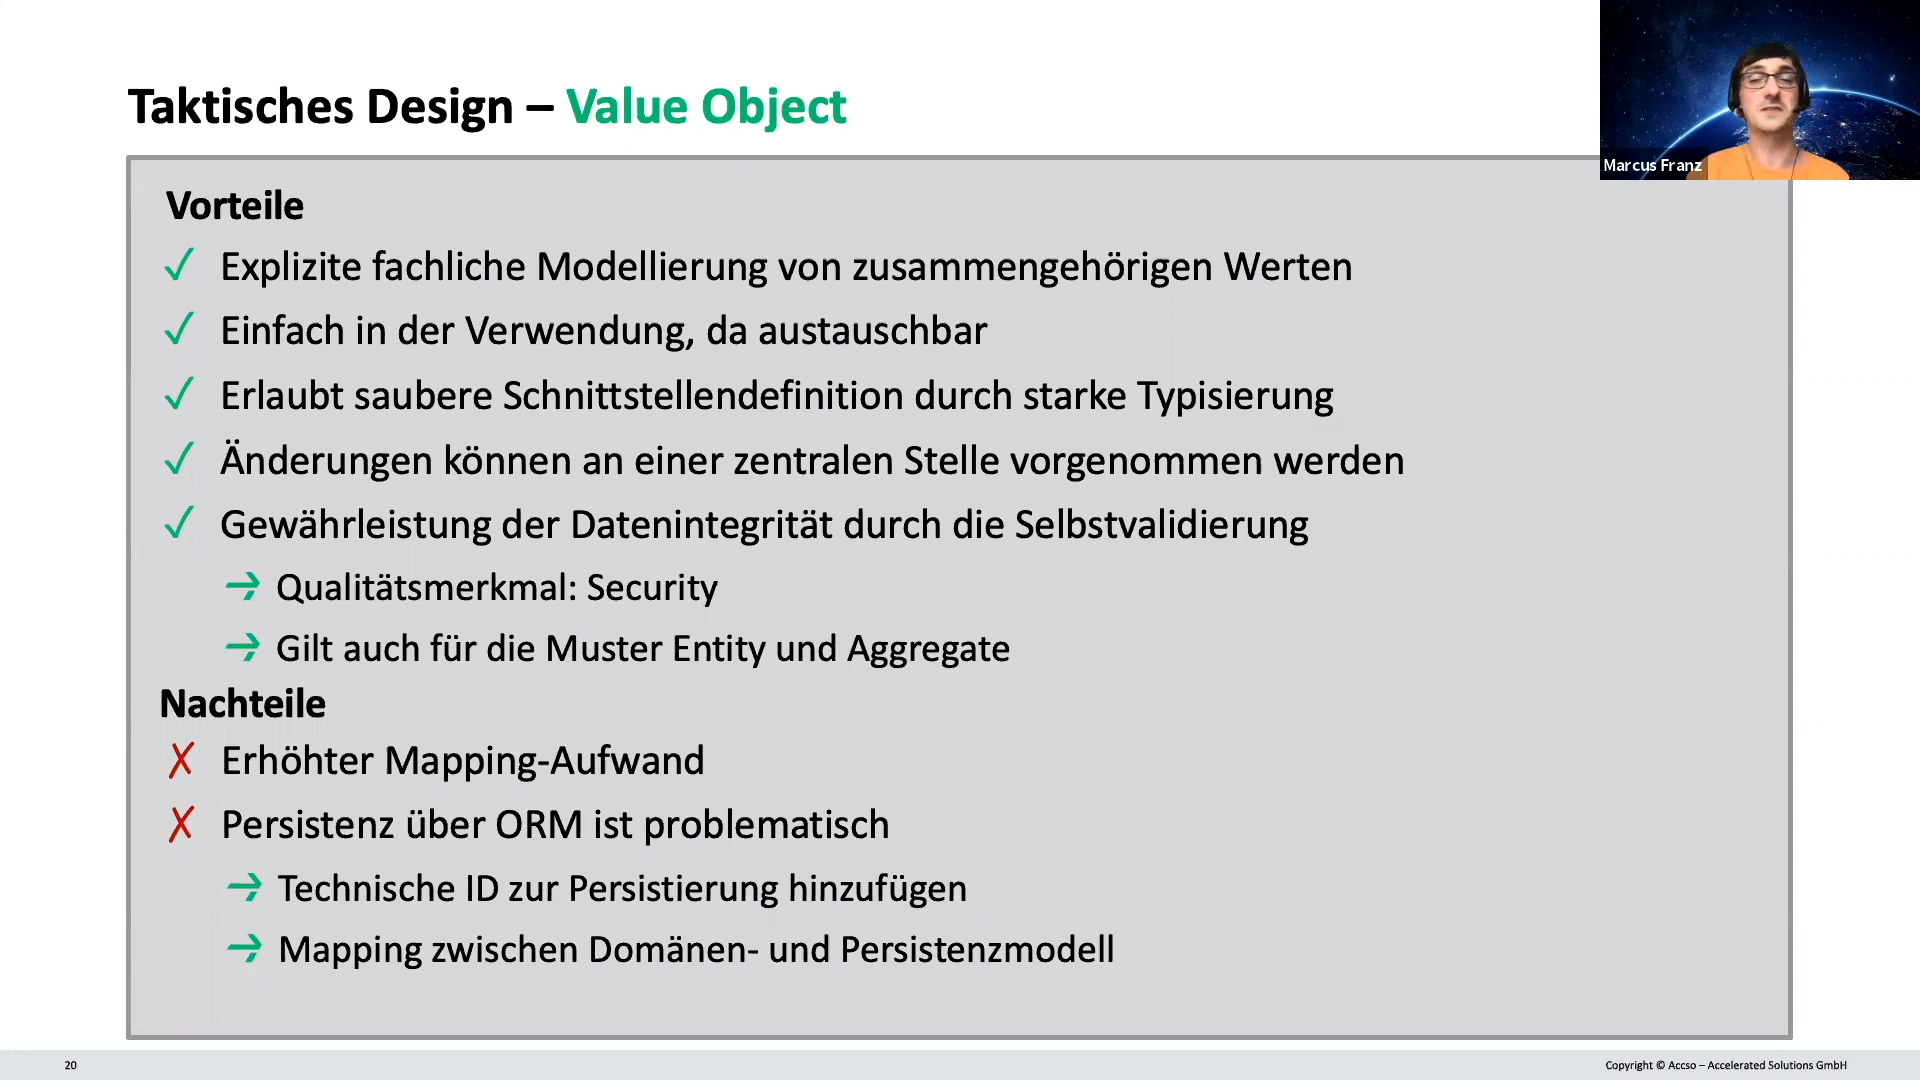 Taktisches Design – Value Object
Marcus Franz
Vorteile
✓ Explizite fachliche Modellierung von zusammengehörigen Werten
✓ Einfach in der Verwendung, da austauschbar
✓ Erlaubt saubere Schnittstellendefinition durch starke Typisierung
✓ Änderungen können an einer zentralen Stelle vorgenommen werden
✓ Gewährleistung der Datenintegrität durch die Selbstvalidierung
→ Qualitätsmerkmal: Security
→ Gilt auch für die Muster Entity und Aggregate
Nachteile
✗ Erhöhter Mapping-Aufwand
✗ Persistenz über ORM ist problematisch
→ Technische ID zur Persistierung hinzufügen
→ Mapping zwischen Domänen- und Persistenzmodell
20
Copyright © Accso – Accelerated Solutions GmbH